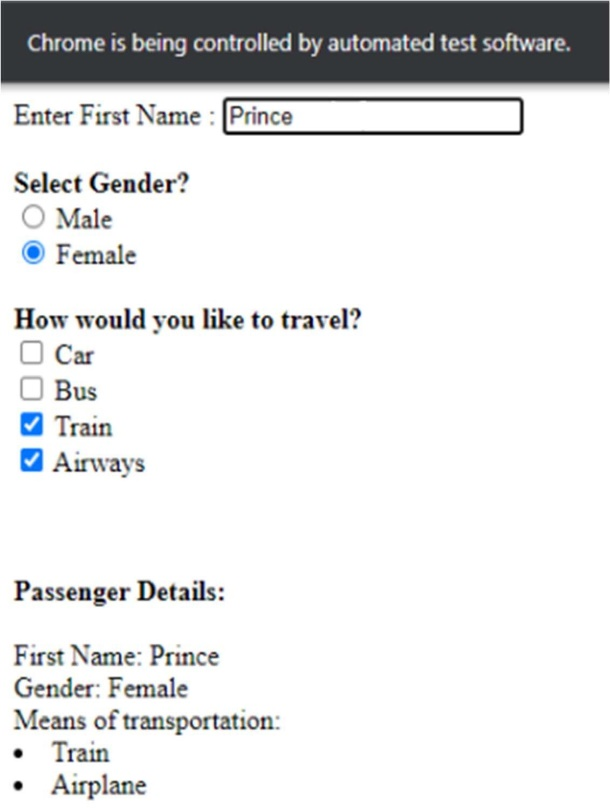 Chrome is being controlled by automated test software.
Enter First Name : Prince
Select Gender?
Male
Female
How would you like to travel?
Car
Bus
Train
Airways
Passenger Details:
First Name: Prince
Gender: Female
Means of transportation:
• Train
• Airplane